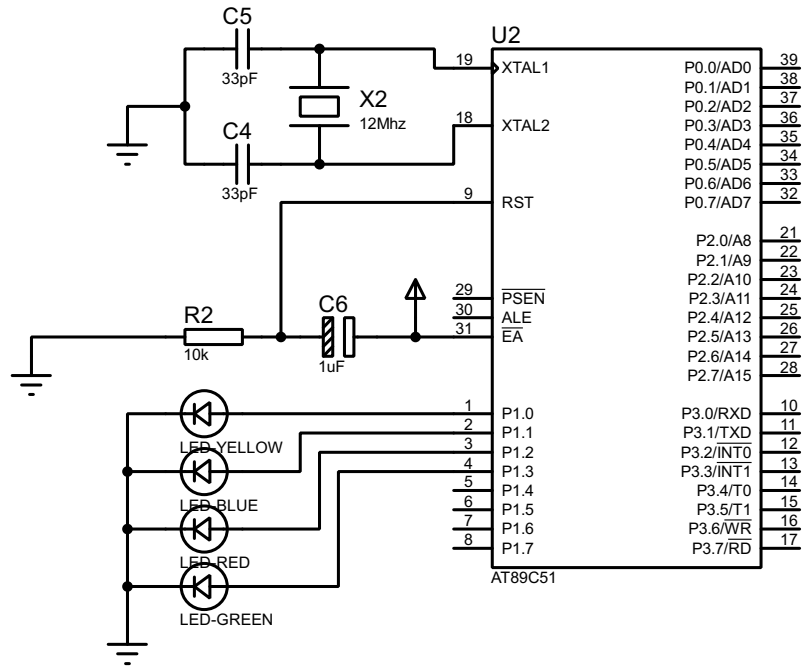 C5
33pF
X2
12Mhz
C4
33pF
R2
10k
C6
1uF
LED-YELLOW
LED-BLUE
LED-RED
LED-GREEN
U2
19 XTAL1
18 XTAL2
9 RST
29 PSEN
30 ALE
31 EA
1 P1.0
2 P1.1
3 P1.2
4 P1.3
5 P1.4
6 P1.5
7 P1.6
8 P1.7
P0.0/AD0 39
P0.1/AD1 38
P0.2/AD2 37
P0.3/AD3 36
P0.4/AD4 35
P0.5/AD5 34
P0.6/AD6 33
P0.7/AD7 32
P2.0/A8 21
P2.1/A9 22
P2.2/A10 23
P2.3/A11 24
P2.4/A12 25
P2.5/A13 26
P2.6/A14 27
P2.7/A15 28
P3.0/RXD 10
P3.1/TXD 11
P3.2/INT0 12
P3.3/INT1 13
P3.4/T0 14
P3.5/T1 15
P3.6/WR 16
P3.7/RD 17
AT89C51